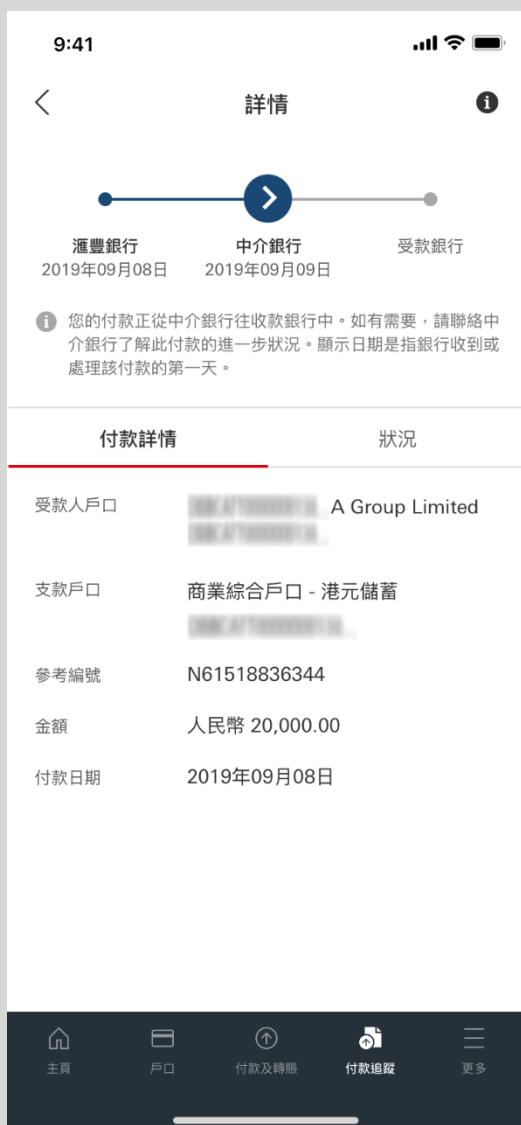 9:41
詳情
滙豐銀行
2019年09月08日
中介銀行
2019年09月09日
受款銀行
您的付款正從中介銀行往收款銀行中。如有需要，請聯絡中
介銀行了解此付款的進一步狀況。顯示日期是指銀行收到或
處理該付款的第一天。
付款詳情
狀況
受款人戶口
A Group Limited
支款戶口
商業綜合戶口 - 港元儲蓄
參考編號
N61518836344
金額
人民幣 20,000.00
付款日期
2019年09月08日
主頁
戶口
付款及轉賬
付款追蹤
更多